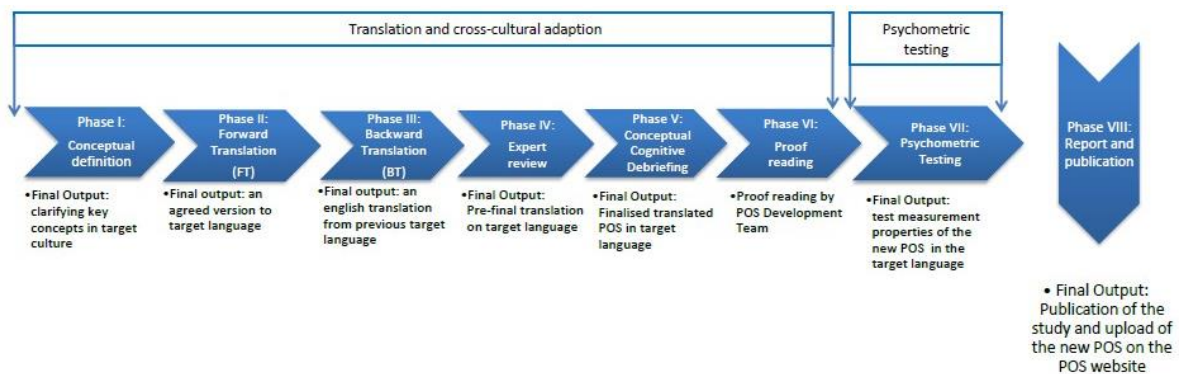 Translation and cross-cultural adaption
Psychometric
testing
Phase I:
Conceptual
definition
•Final Output:
clarifying key
concepts in target
culture
Phase II:
Forward
Translation
(FT)
•Final output: an
agreed version to
target language
Phase III:
Backward
Translation
(BT)
•Final output: an
english translation
from previous target
language
Phase IV:
Expert
review
•Final Output:
Pre-final translation
on target language
Phase V:
Conceptual
Cognitive
Debriefing
•Final Output:
Finalised translated
POS in target
language
Phase VI:
Proof
reading
•Proof reading by
POS Development
Team
Phase VII:
Psychometric
Testing
•Final Output:
test measurement
properties of the
new POS in the
target language
Phase VIII:
Report and
publication
• Final Output:
Publication of the
study and upload of
the new POS on the
POS website